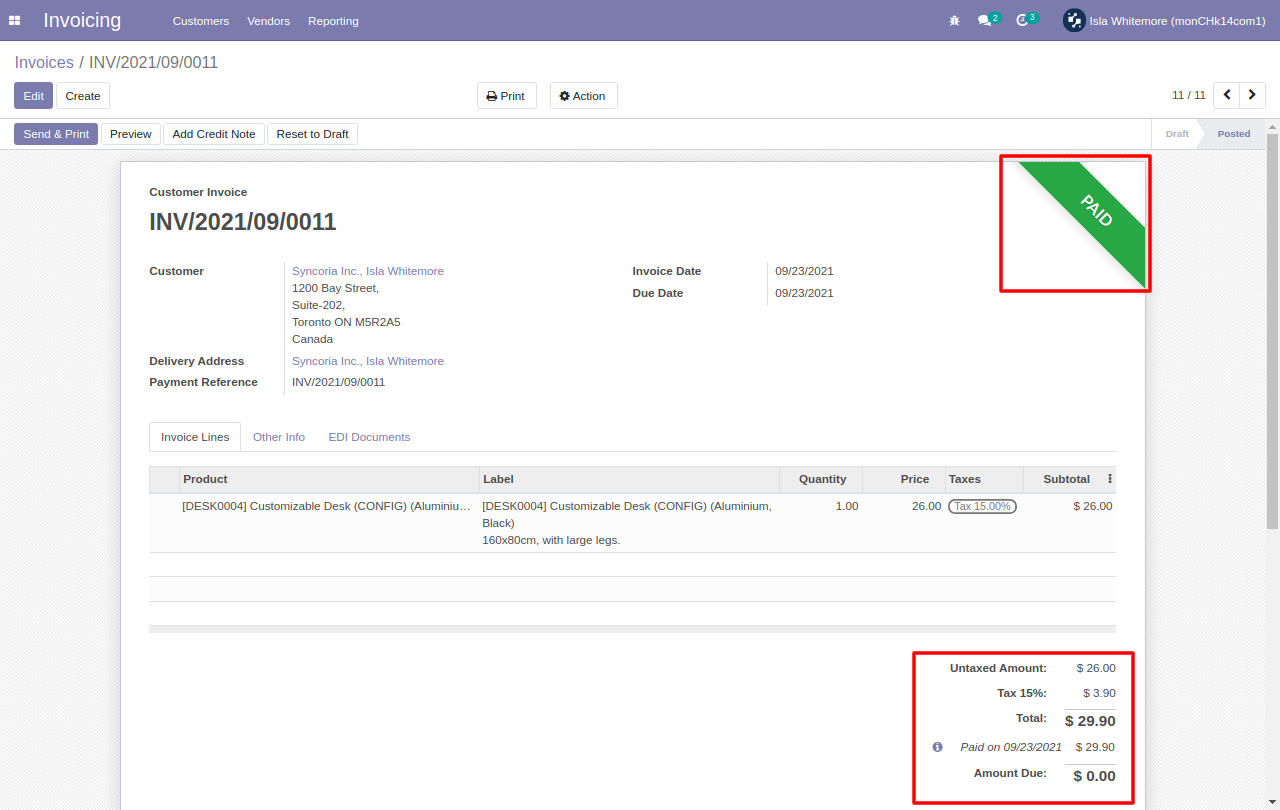 Invoicing Customers Vendors Reporting 2 3 Isla Whitemore (monCHk14com1)
Invoices / INV/2021/09/0011
Edit Create Print Action 11 / 11
Send & Print Preview Add Credit Note Reset to Draft Draft Posted
Customer Invoice
INV/2021/09/0011
PAID
Customer Syncoria Inc., Isla Whitemore
1200 Bay Street,
Suite-202,
Toronto ON M5R2A5
Canada
Delivery Address Syncoria Inc., Isla Whitemore
Payment Reference INV/2021/09/0011
Invoice Date 09/23/2021
Due Date 09/23/2021
Invoice Lines Other Info EDI Documents
Product Label Quantity Price Taxes Subtotal
[DESK0004] Customizable Desk (CONFIG) (Aluminiu… [DESK0004] Customizable Desk (CONFIG) (Aluminium, 1.00 26.00 Tax 15.00% $ 26.00
Black)
160x80cm, with large legs.
Untaxed Amount: $ 26.00
Tax 15%: $ 3.90
Total: $ 29.90
Paid on 09/23/2021 $ 29.90
Amount Due: $ 0.00